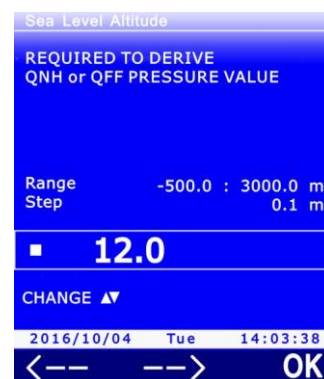 Sea Level Altitude
REQUIRED TO DERIVE
QNH or QFF PRESSURE VALUE
Range -500.0 : 3000.0 m
Step 0.1 m
12.0
CHANGE ▲▼
2016/10/04 Tue 14:03:38
<-- --> OK